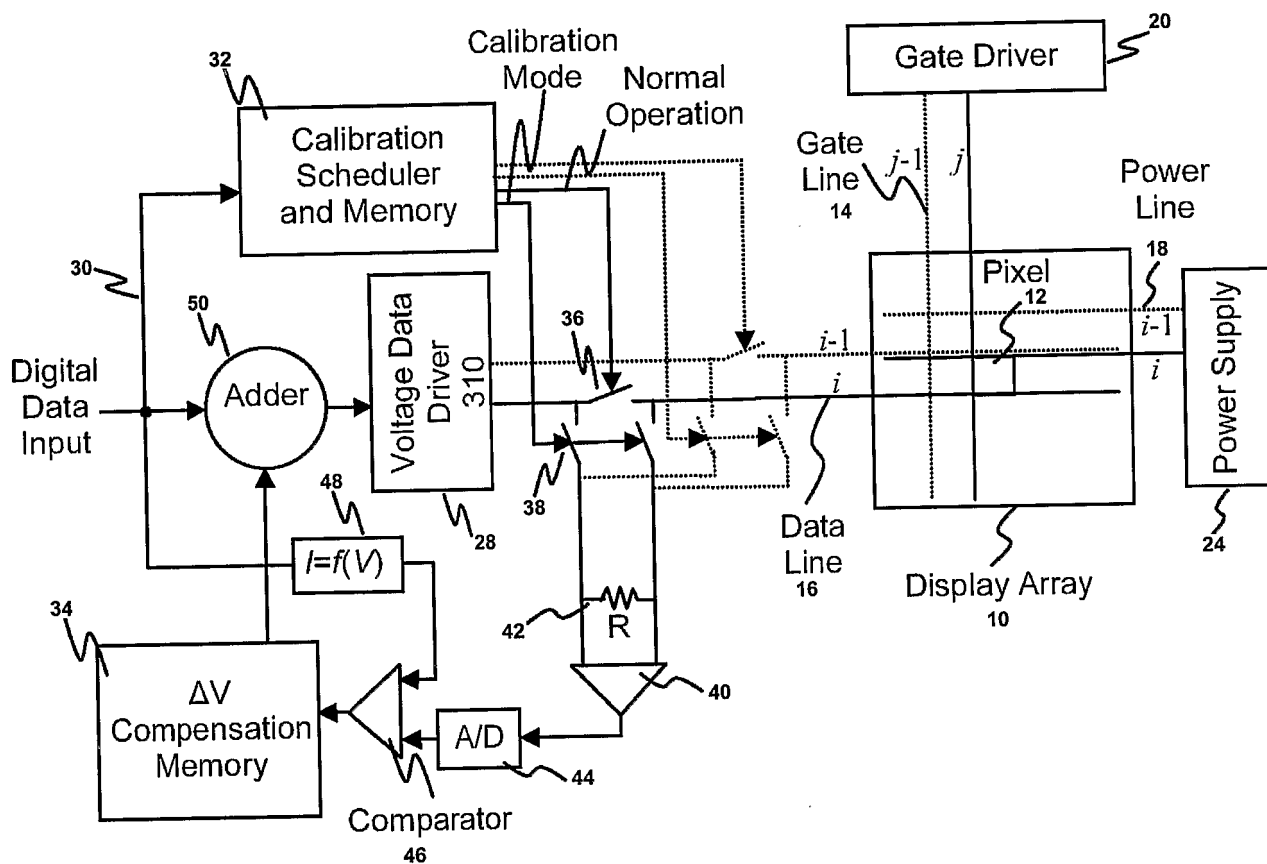 20
Gate Driver
32
Calibration
Mode
Normal
Operation
Calibration
Scheduler
and Memory
Gate
Line
14
j-1
j
Power
Line
30
50
Pixel
12
18
i-1
i
Power Supply
24
36
Digital
Data
Input
Adder
Voltage Data
Driver
310
i-1
i
38
28
48
I=f(V)
Data
Line
16
Display Array
10
34
42
R
40
ΔV
Compensation
Memory
A/D
44
Comparator
46